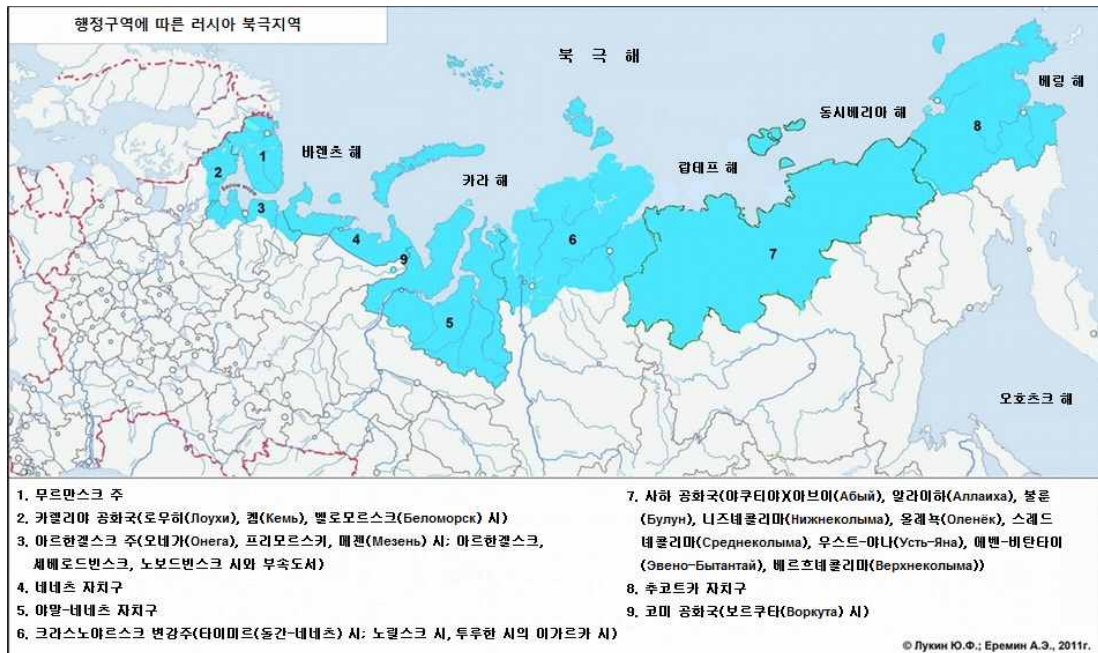 행정구역에 따른 러시아 북극지역
북 극 해
베링 해
동시베리아 해
바렌츠 해
랍테프 해
카라 해
1
2
3
4
5
6
7
8
9
오호츠크 해
1. 무르만스크 주
2. 카렐리야 공화국(로우히(Лоухи), 켐(Кемь), 벨로모르스크(Беломорск) 시)
3. 아르한겔스크 주(오네가(Онега), 프리모르스키, 메젠(Мезень) 시; 아르한겔스크,
세베로드빈스크, 노보드빈스크 시와 부속도서)
4. 네네츠 자치구
5. 야말-네네츠 자치구
6. 크라스노야르스크 변강주(타이미르(돌간-네네츠) 시; 노릴스크 시, 투루한 시의 이가르카 시)
7. 사하 공화국(야쿠티야)(아브이(Абый), 알라이하(Аллаиха), 불룬
(Булун), 니즈네콜리마(Нижнеколыма), 올레뇩(Оленёк), 스레드
네콜리마(Среднеколыма), 우스트-야나(Усть-Яна), 에벤-비탄타이
(Эвено-Бытантай), 베르흐네콜리마(Верхнеколыма))
8. 추코트카 자치구
9. 코미 공화국(보르쿠타(Воркута) 시)
© Лукин Ю.Ф.; Еремин А.Э., 2011г.